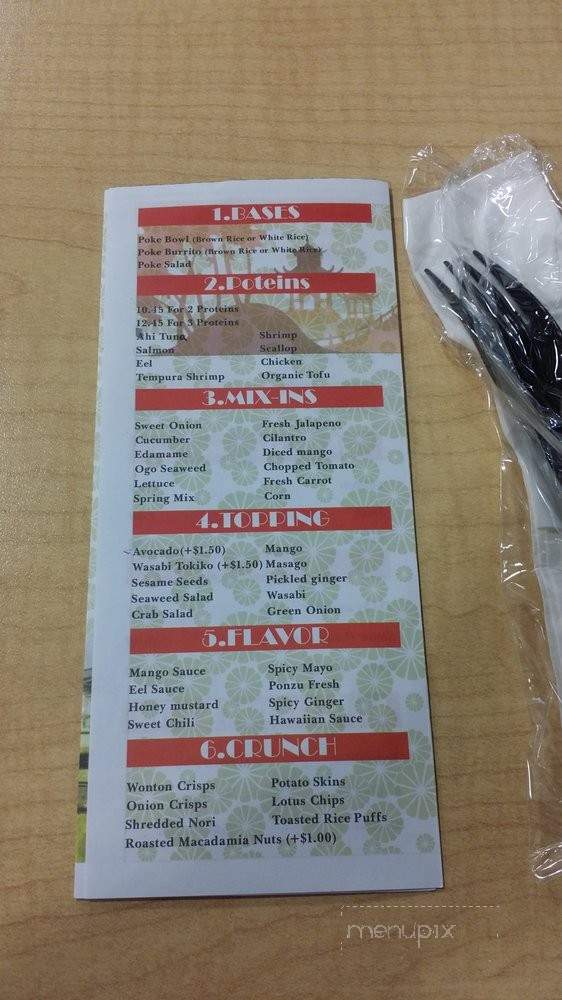 1.BASES
Poke Bowl (Brown Rice or White Rice)
Poke Burrito (Brown Rice or White Rice)
Poke Salad
2.Poteins
10.45 For 2 Proteins
12.45 For 3 Proteins
Ahi Tuna, Shrimp
Salmon Scallop
Eel Chicken
Tempura Shrimp Organic Tofu
3.MIX-INS
Sweet Onion Fresh Jalapeno
Cucumber Cilantro
Edamame Diced mango
Ogo Seaweed Chopped Tomato
Lettuce Fresh Carrot
Spring Mix Corn
4.TOPPING
~Avocado(+$1.50) Mango
Wasabi Tokiko (+$1.50) Masago
Sesame Seeds Pickled ginger
Seaweed Salad Wasabi
Crab Salad Green Onion
5.FLAVOR
Mango Sauce Spicy Mayo
Eel Sauce Ponzu Fresh
Honey mustard Spicy Ginger
Sweet Chili Hawaiian Sauce
6.CRUNCH
Wonton Crisps Potato Skins
Onion Crisps Lotus Chips
Shredded Nori Toasted Rice Puffs
Roasted Macadamia Nuts (+$1.00)
menupix